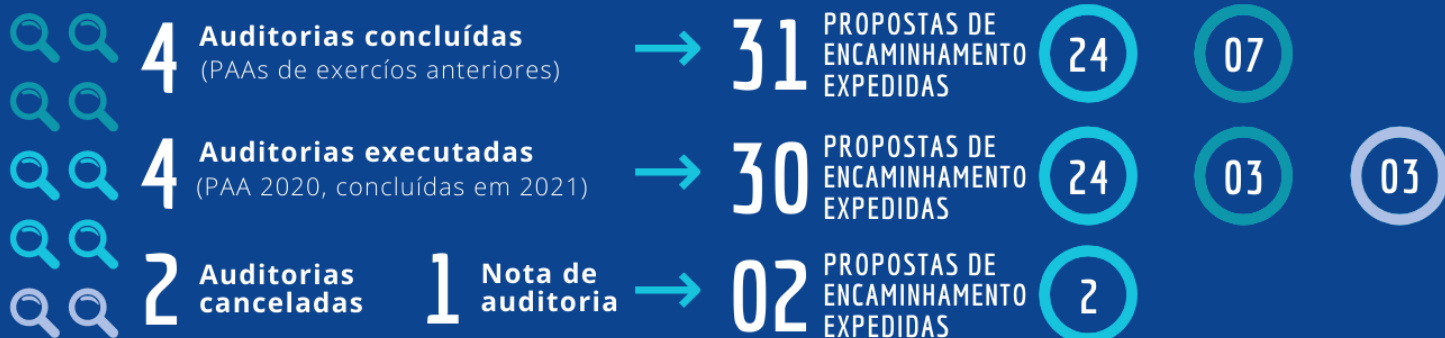 4 Auditorias concluídas
(PAAs de exercíos anteriores)
31 PROPOSTAS DE
ENCAMINHAMENTO
EXPEDIDAS
24 07
4 Auditorias executadas
(PAA 2020, concluídas em 2021)
30 PROPOSTAS DE
ENCAMINHAMENTO
EXPEDIDAS
24 03 03
2 Auditorias
canceladas
1 Nota de
auditoria
02 PROPOSTAS DE
ENCAMINHAMENTO
EXPEDIDAS
2